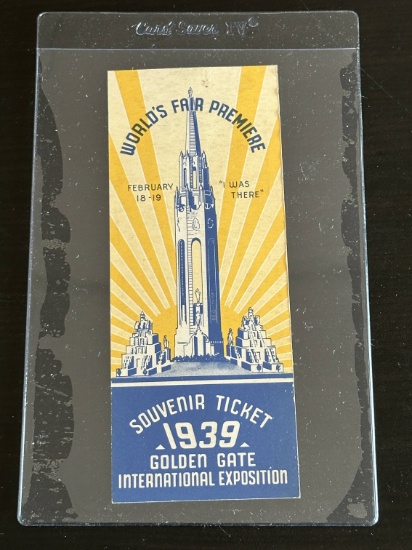 Card Saver
WORLD'S FAIR PREMIERE
FEBRUARY
18-19
"I WAS
THERE"
SOUVENIR TICKET
1939
GOLDEN GATE
INTERNATIONAL EXPOSITION